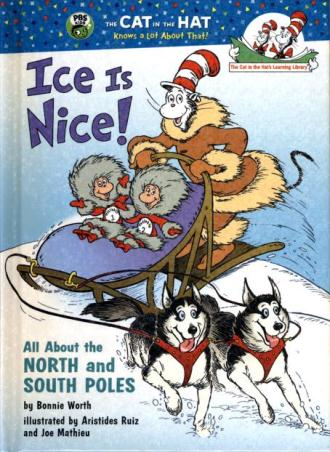 PBS KIDS
THE CAT IN THE HAT
Knows a Lot About That!
The Cat in the Hat's Learning Library
Ice Is
Nice!
All About the
NORTH and
SOUTH POLES
by Bonnie Worth
illustrated by Aristides Ruiz
and Joe Mathieu